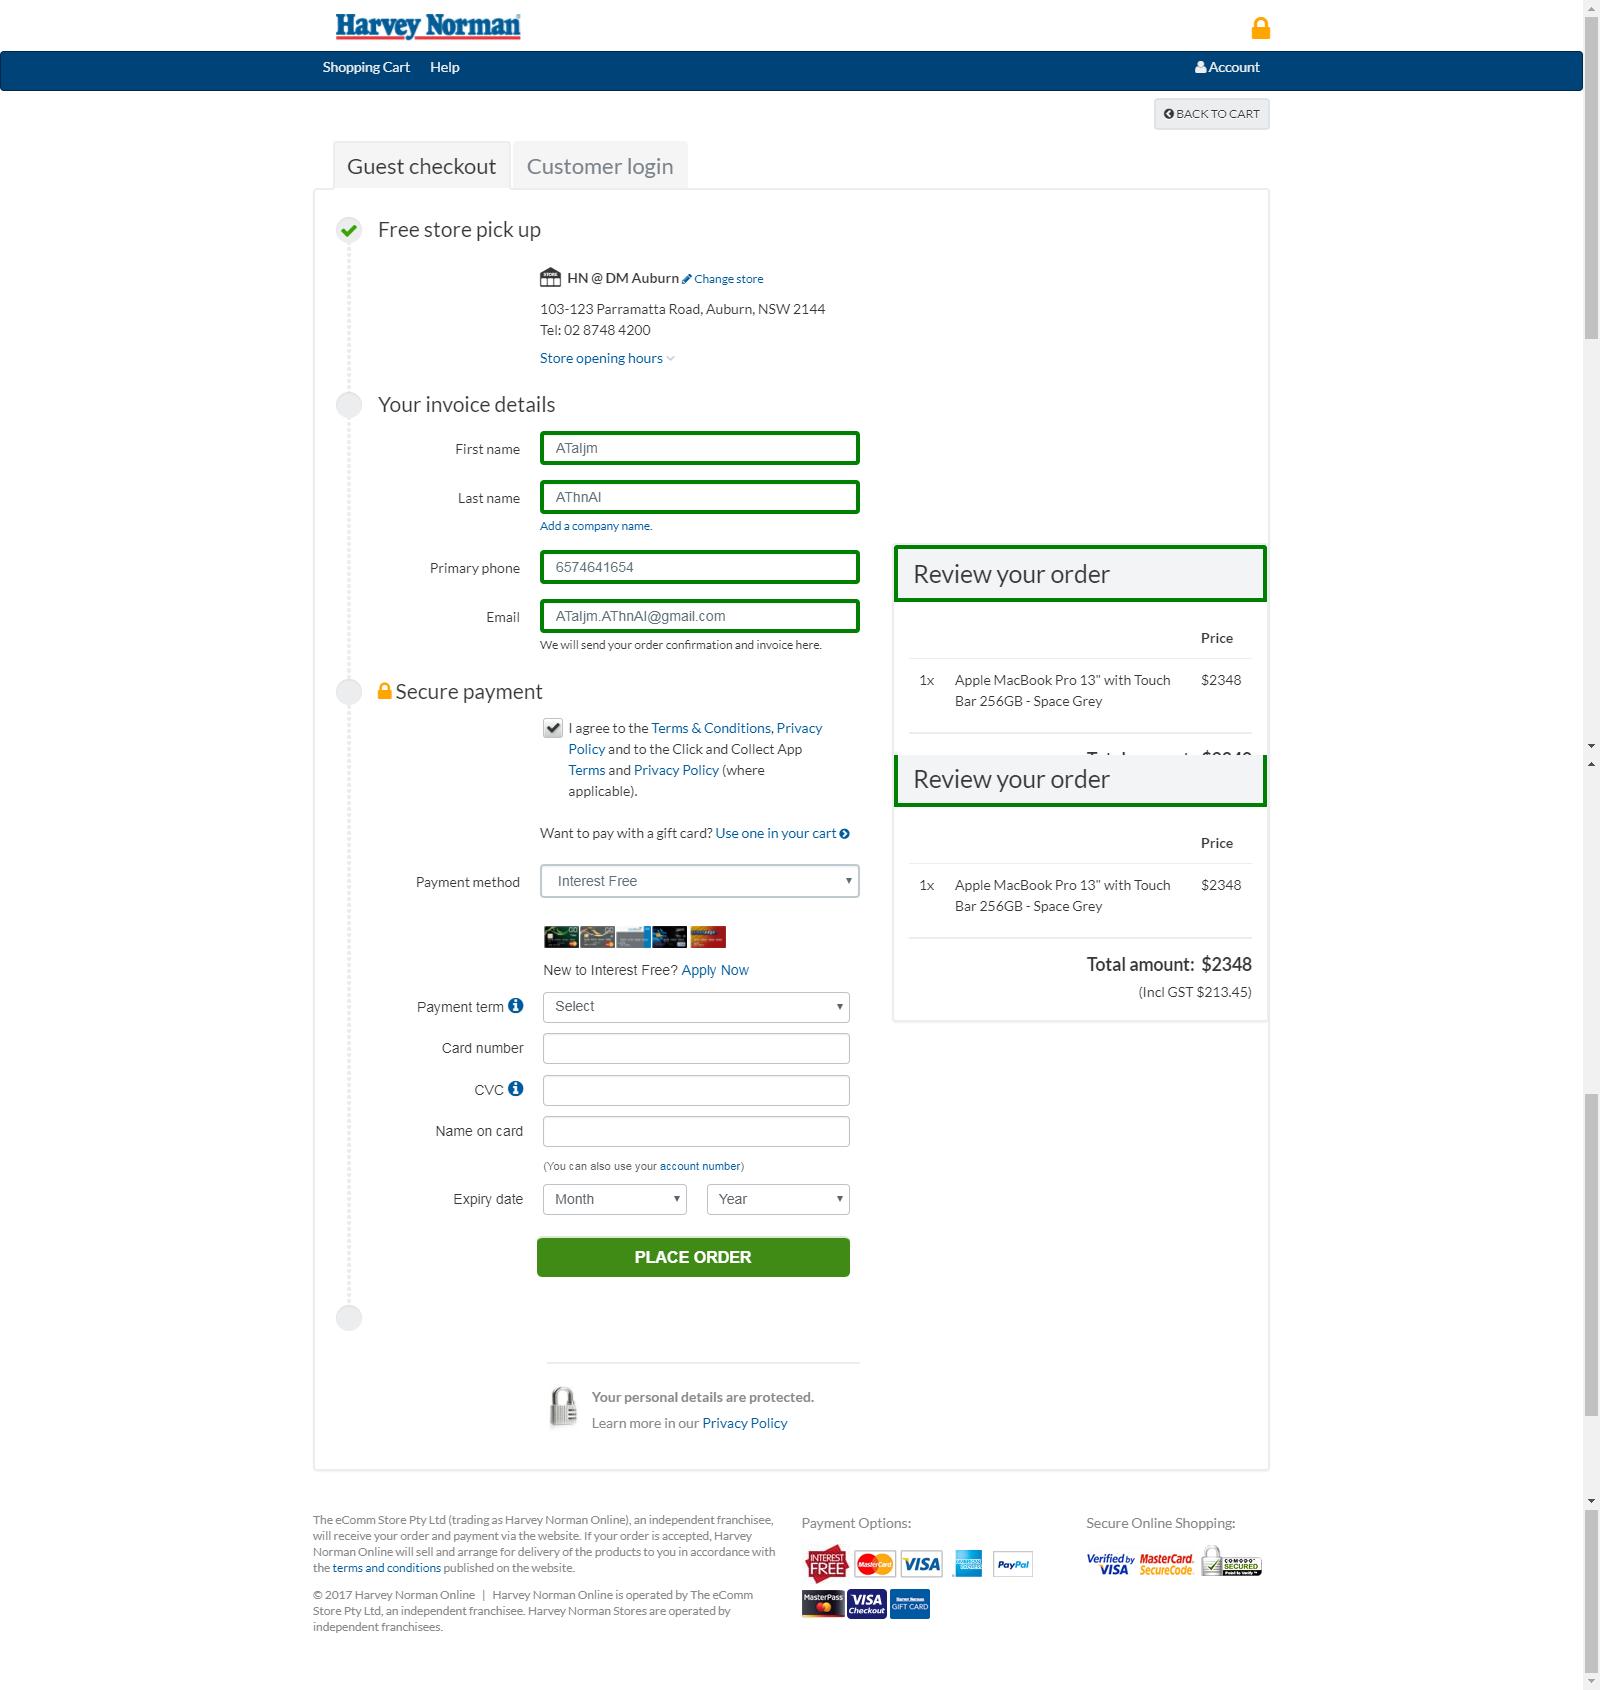 Harvey Norman
Shopping Cart Help Account
BACK TO CART
Guest checkout Customer login
Free store pick up
HN @ DM Auburn Change store
103-123 Parramatta Road, Auburn, NSW 2144
Tel: 02 8748 4200
Store opening hours
Your invoice details
First name ATaljm
Last name AThnAl
Add a company name.
Primary phone 6574641654
Email ATaljm.AThnAl@gmail.com
We will send your order confirmation and invoice here.
Review your order
Price
1x Apple MacBook Pro 13" with Touch $2348
Bar 256GB - Space Grey
Secure payment
I agree to the Terms & Conditions, Privacy
Policy and to the Click and Collect App
Terms and Privacy Policy (where
applicable).
Want to pay with a gift card? Use one in your cart
Payment method Interest Free
New to Interest Free? Apply Now
Payment term Select
Card number
CVC
Name on card
(You can also use your account number)
Expiry date Month Year
PLACE ORDER
Review your order
Price
1x Apple MacBook Pro 13" with Touch $2348
Bar 256GB - Space Grey
Total amount: $2348
(Incl GST $213.45)
Your personal details are protected.
Learn more in our Privacy Policy
The eComm Store Pty Ltd (trading as Harvey Norman Online), an independent franchisee,
will receive your order and payment via the website. If your order is accepted, Harvey
Norman Online will sell and arrange for delivery of the products to you in accordance with
the terms and conditions published on the website.
© 2017 Harvey Norman Online | Harvey Norman Online is operated by The eComm
Store Pty Ltd, an independent franchisee. Harvey Norman Stores are operated by
independent franchisees.
Payment Options:
INTEREST FREE MasterCard VISA AMERICAN EXPRESS PayPal
MasterPass VISA Checkout Harvey Norman GIFT CARD
Secure Online Shopping:
Verified by VISA MasterCard. SecureCode. COMODO SECURED